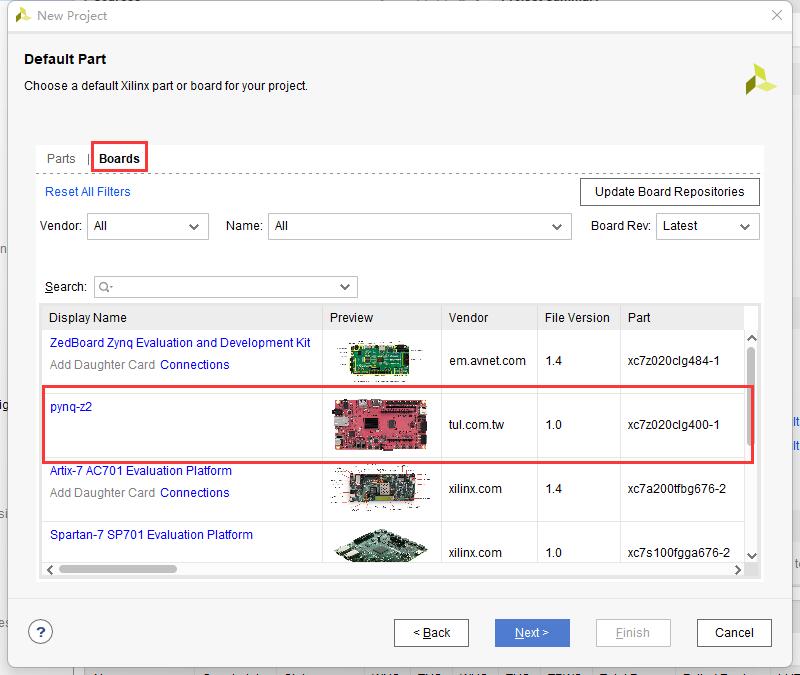 New Project
Default Part
Choose a default Xilinx part or board for your project.
Parts | Boards
Reset All Filters
Update Board Repositories
Vendor: All Name: All Board Rev: Latest
Search:
Display Name Preview Vendor File Version Part
ZedBoard Zynq Evaluation and Development Kit
Add Daughter Card Connections
em.avnet.com 1.4 xc7z020clg484-1
pynq-z2
tul.com.tw 1.0 xc7z020clg400-1
Artix-7 AC701 Evaluation Platform
Add Daughter Card Connections
xilinx.com 1.4 xc7a200tfbg676-2
Spartan-7 SP701 Evaluation Platform
xilinx.com 1.0 xc7s100fgga676-2
?
< Back
Next >
Finish
Cancel